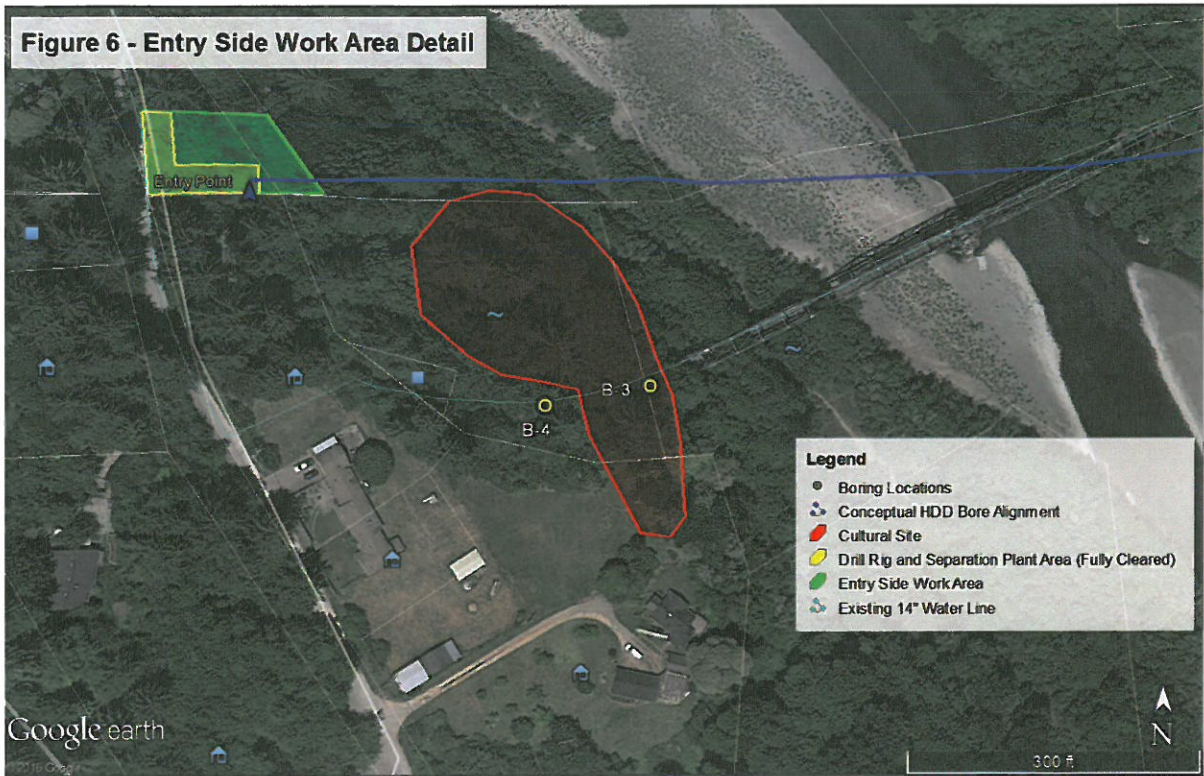 Figure 6 - Entry Side Work Area Detail
Entry Point
B-3
B-4
Legend
Boring Locations
Conceptual HDD Bore Alignment
Cultural Site
Drill Rig and Separation Plant Area (Fully Cleared)
Entry Side Work Area
Existing 14" Water Line
Google earth
© 2016 Google
N
300 ft